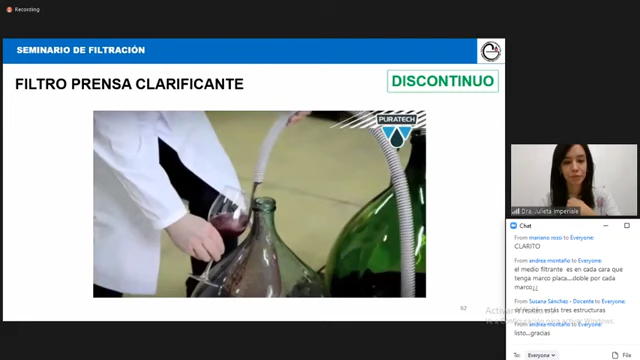 Recording
SEMINARIO DE FILTRACIÓN
FILTRO PRENSA CLARIFICANTE
DISCONTINUO
PURATECH
Dra. Julieta Imperiale
Chat
From mariano rossi to Everyone:
CLARITO
From andrea montaño to Everyone:
el medio filtrante es en cada cara que
tenga marco placa....doble por cada
marco¿¿
From Susana Sánchez - Docente to Everyone:
están tres estructuras
From andrea montaño to Everyone:
listo...gracias
62
Activar Windows
To: Everyone
File